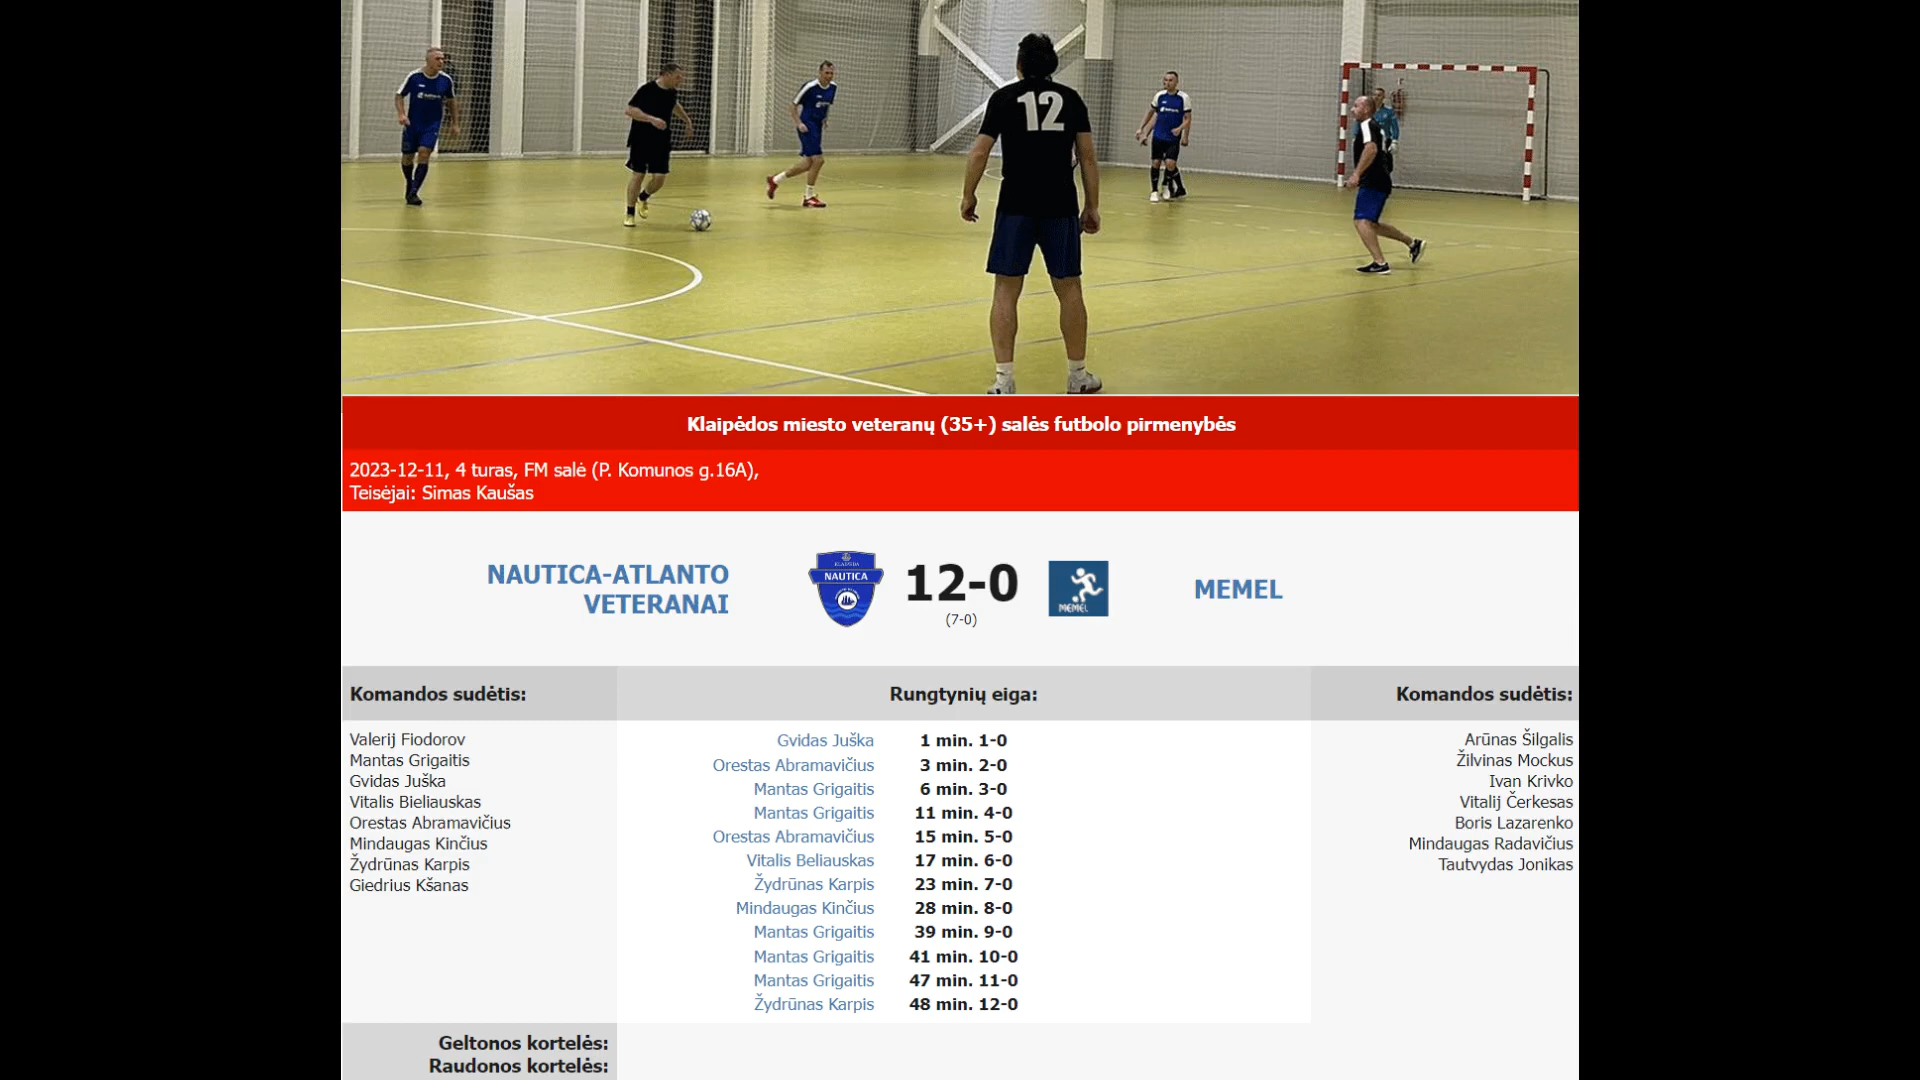 12
Klaipėdos miesto veteranų (35+) salės futbolo pirmenybės
2023-12-11, 4 turas, FM salė (P. Komunos g.16A),
Teisėjai: Simas Kaušas
NAUTICA-ATLANTO
VETERANAI
KLAIPĖDA
NAUTICA
12-0
(7-0)
MEMEL
MEMEL
Komandos sudėtis:
Rungtynių eiga:
Komandos sudėtis:
Valerij Fiodorov
Mantas Grigaitis
Gvidas Juška
Vitalis Bieliauskas
Orestas Abramavičius
Mindaugas Kinčius
Žydrūnas Karpis
Giedrius Kšanas
Gvidas Juška 1 min. 1-0
Orestas Abramavičius 3 min. 2-0
Mantas Grigaitis 6 min. 3-0
Mantas Grigaitis 11 min. 4-0
Orestas Abramavičius 15 min. 5-0
Vitalis Beliauskas 17 min. 6-0
Žydrūnas Karpis 23 min. 7-0
Mindaugas Kinčius 28 min. 8-0
Mantas Grigaitis 39 min. 9-0
Mantas Grigaitis 41 min. 10-0
Mantas Grigaitis 47 min. 11-0
Žydrūnas Karpis 48 min. 12-0
Arūnas Šilgalis
Žilvinas Mockus
Ivan Krivko
Vitalij Čerkesas
Boris Lazarenko
Mindaugas Radavičius
Tautvydas Jonikas
Geltonos kortelės:
Raudonos kortelės: